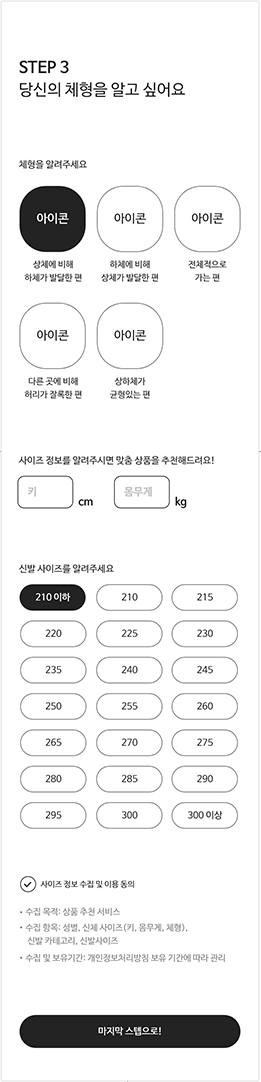 STEP 3
당신의 체형을 알고 싶어요
체형을 알려주세요
아이콘 아이콘 아이콘
상체에 비해 하체에 비해 전체적으로
하체가 발달한 편 상체가 발달한 편 가는 편
아이콘 아이콘
다른 곳에 비해 상하체가
허리가 잘록한 편 균형있는 편
사이즈 정보를 알려주시면 맞춤 상품을 추천해드려요!
키 cm 몸무게 kg
신발 사이즈를 알려주세요
210 이하 210 215
220 225 230
235 240 245
250 255 260
265 270 275
280 285 290
295 300 300 이상
사이즈 정보 수집 및 이용 동의
• 수집 목적: 상품 추천 서비스
• 수집 항목: 성별, 신체 사이즈(키, 몸무게, 체형),
신발 카테고리, 신발사이즈
• 수집 및 보유기간: 개인정보처리방침 보유 기간에 따라 관리
마지막 스텝으로!